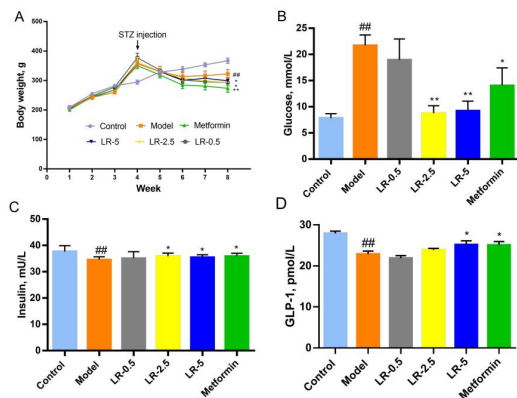 A
STZ injection
Body weight, g
400
300
200
100
0
##
*
*
**
0 1 2 3 4 5 6 7 8
Week
Control Model Metformin
LR-5 LR-2.5 LR-0.5
B
Glucose, mmol/L
25
20
15
10
5
0
##
**
**
*
Control Model LR-0.5 LR-2.5 LR-5 Metformin
C
Insulin, mU/L
50
40
30
20
10
0
##
*
*
*
Control Model LR-0.5 LR-2.5 LR-5 Metformin
D
GLP-1, pmol/L
30
20
10
0
##
*
*
Control Model LR-0.5 LR-2.5 LR-5 Metformin